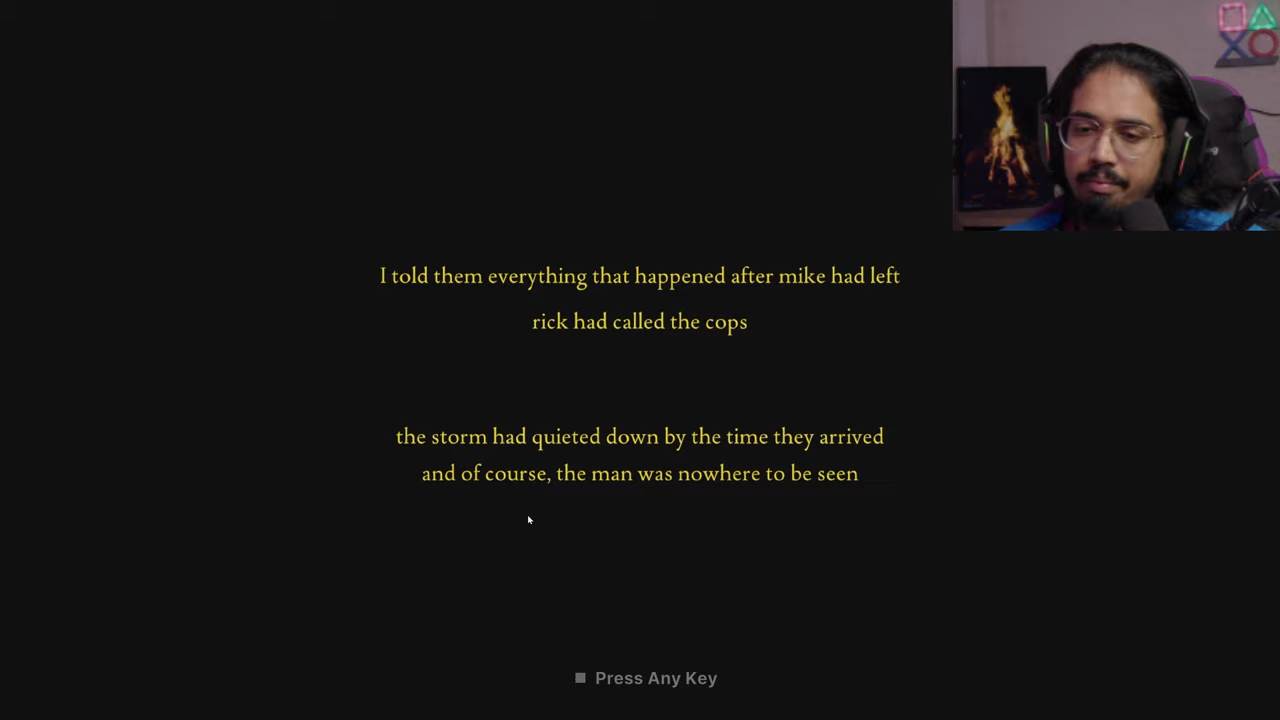 I told them everything that happened after mike had left
rick had called the cops
the storm had quieted down by the time they arrived
and of course, the man was nowhere to be seen
Press Any Key